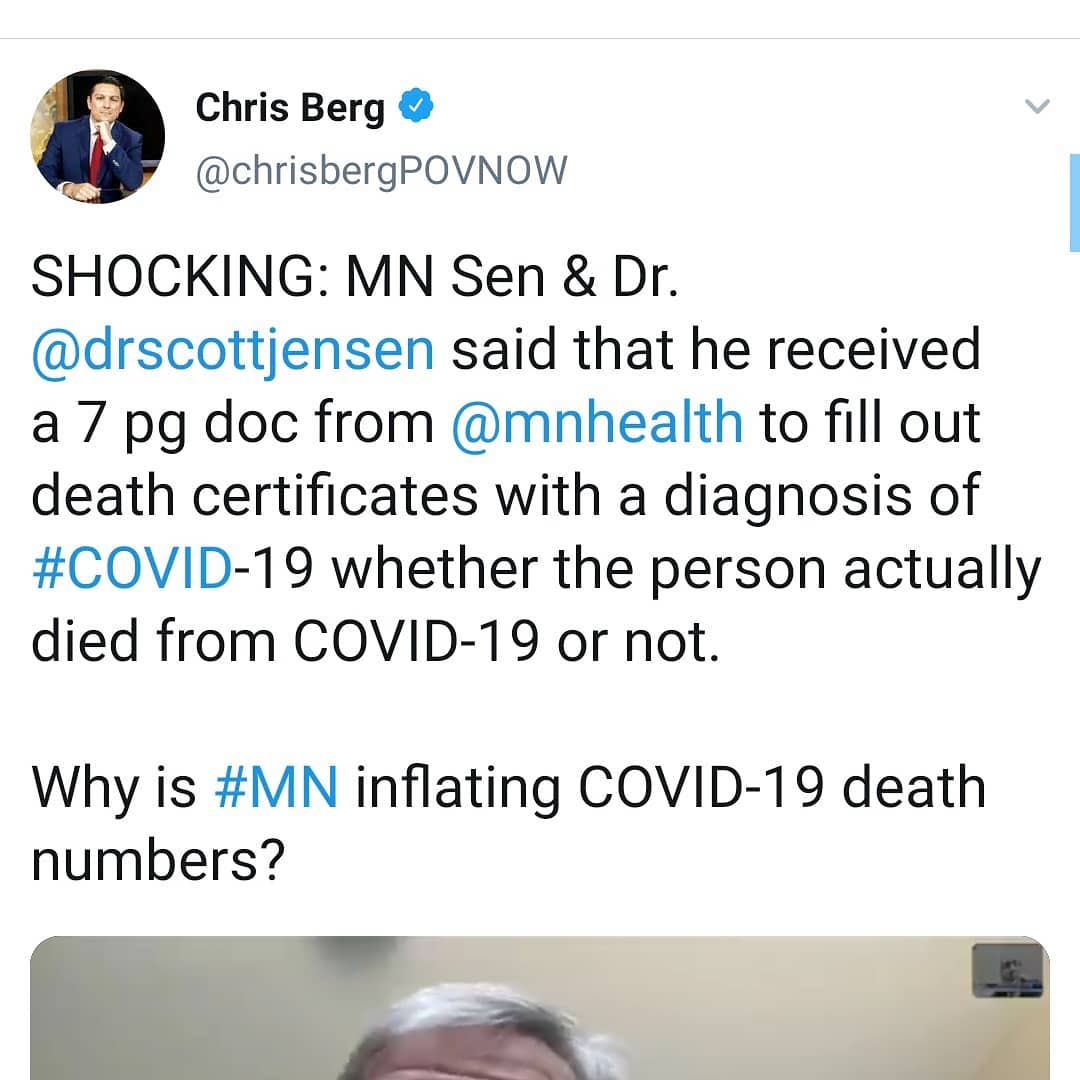 Chris Berg
@chrisbergPOVNOW
SHOCKING: MN Sen & Dr.
@drscottjensen said that he received
a 7 pg doc from @mnhealth to fill out
death certificates with a diagnosis of
#COVID-19 whether the person actually
died from COVID-19 or not.
Why is #MN inflating COVID-19 death
numbers?